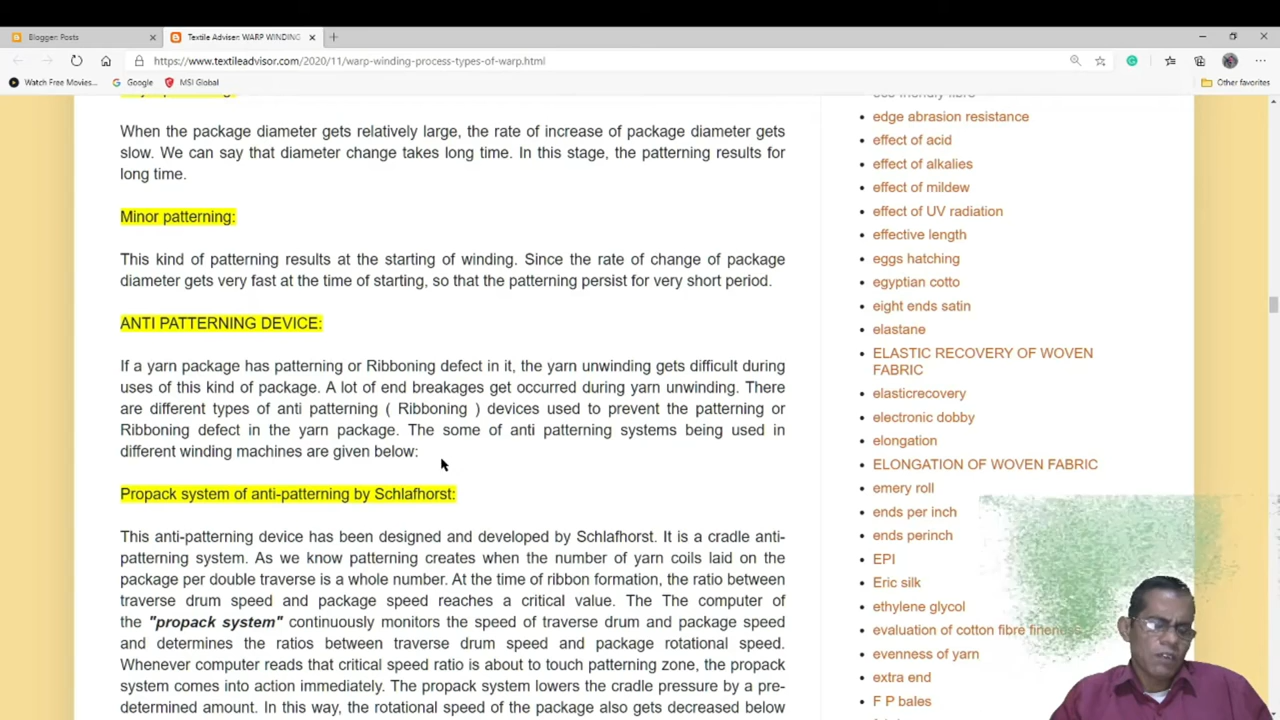 Blogger: Posts
Textile Adviser: WARP WINDING
https://www.textileadvisor.com/2020/11/warp-winding-process-types-of-warp.html
Watch Free Movies...
Google
MSI Global
Other favorites
When the package diameter gets relatively large, the rate of increase of package diameter gets
slow. We can say that diameter change takes long time. In this stage, the patterning results for
long time.
Minor patterning:
This kind of patterning results at the starting of winding. Since the rate of change of package
diameter gets very fast at the time of starting, so that the patterning persist for very short period.
ANTI PATTERNING DEVICE:
If a yarn package has patterning or Ribboning defect in it, the yarn unwinding gets difficult during
uses of this kind of package. A lot of end breakages get occurred during yarn unwinding. There
are different types of anti patterning ( Ribboning ) devices used to prevent the patterning or
Ribboning defect in the yarn package. The some of anti patterning systems being used in
different winding machines are given below:
Propack system of anti-patterning by Schlafhorst:
This anti-patterning device has been designed and developed by Schlafhorst. It is a cradle anti-
patterning system. As we know patterning creates when the number of yarn coils laid on the
package per double traverse is a whole number. At the time of ribbon formation, the ratio between
traverse drum speed and package speed reaches a critical value. The The computer of
the "propack system" continuously monitors the speed of traverse drum and package speed
and determines the ratios between traverse drum speed and package rotational speed.
Whenever computer reads that critical speed ratio is about to touch patterning zone, the propack
system comes into action immediately. The propack system lowers the cradle pressure by a pre-
determined amount. In this way, the rotational speed of the package also gets decreased below
edge abrasion resistance
effect of acid
effect of alkalies
effect of mildew
effect of UV radiation
effective length
eggs hatching
egyptian cotto
eight ends satin
elastane
ELASTIC RECOVERY OF WOVEN
FABRIC
elasticrecovery
electronic dobby
elongation
ELONGATION OF WOVEN FABRIC
emery roll
ends per inch
ends perinch
EPI
Eric silk
ethylene glycol
evaluation of cotton fibre
evenness of yarn
extra end
F P bales